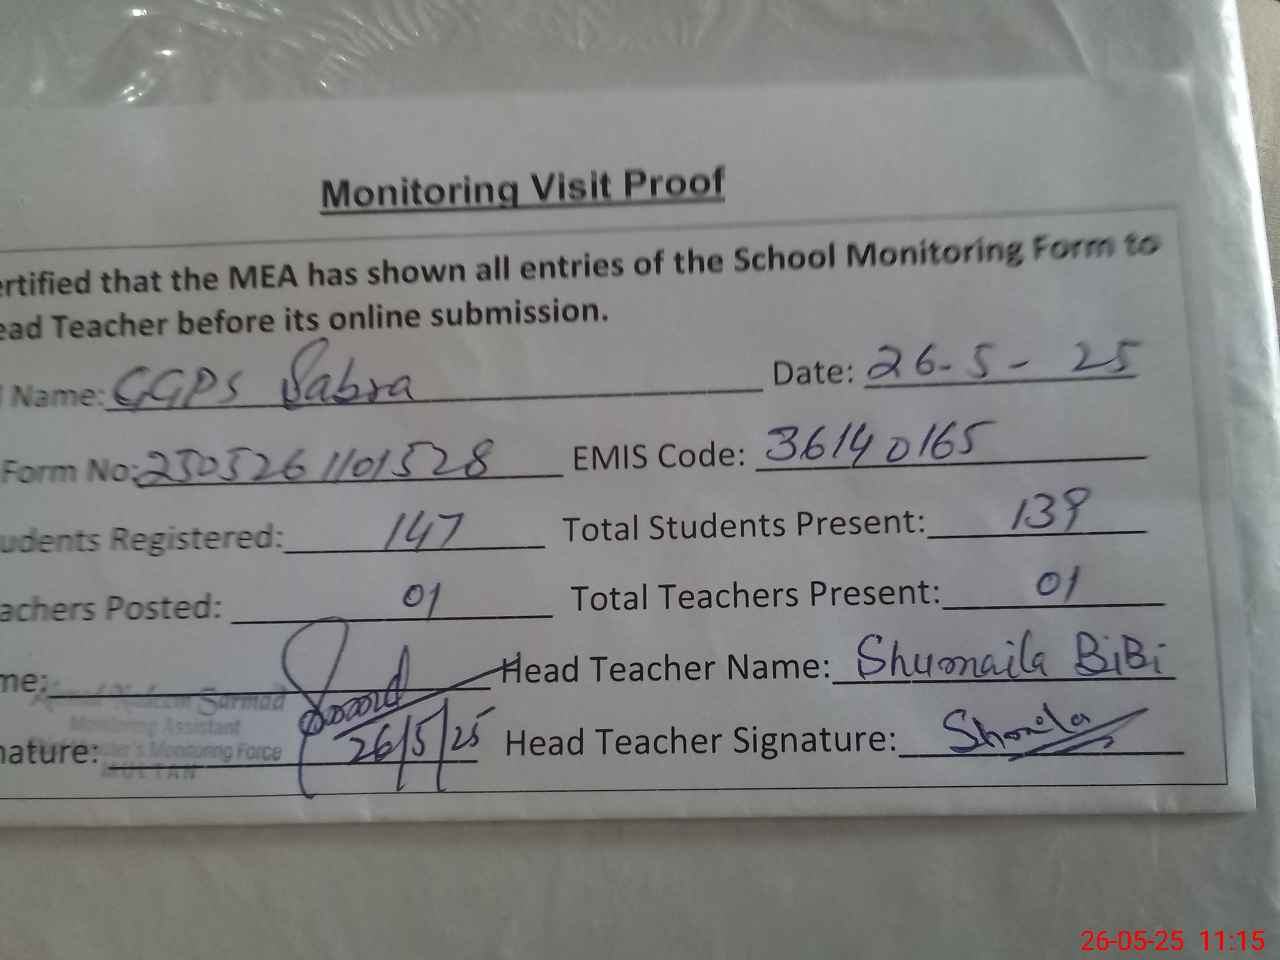 Monitoring Visit Proof
ertified that the MEA has shown all entries of the School Monitoring Form to
ead Teacher before its online submission.
l Name: GGPS Sabra Date: 26-5-25
Form No: 2505261101528 EMIS Code: 36140165
udents Registered: 147 Total Students Present: 139
achers Posted: 01 Total Teachers Present: 01
me: Head Teacher Name: Shumaila BiBi
Sarmad
Monitoring Assistant
nature: 26/5/25 Head Teacher Signature: Shmaila
's Monitoring Force
MULTAN
26-05-25 11:15